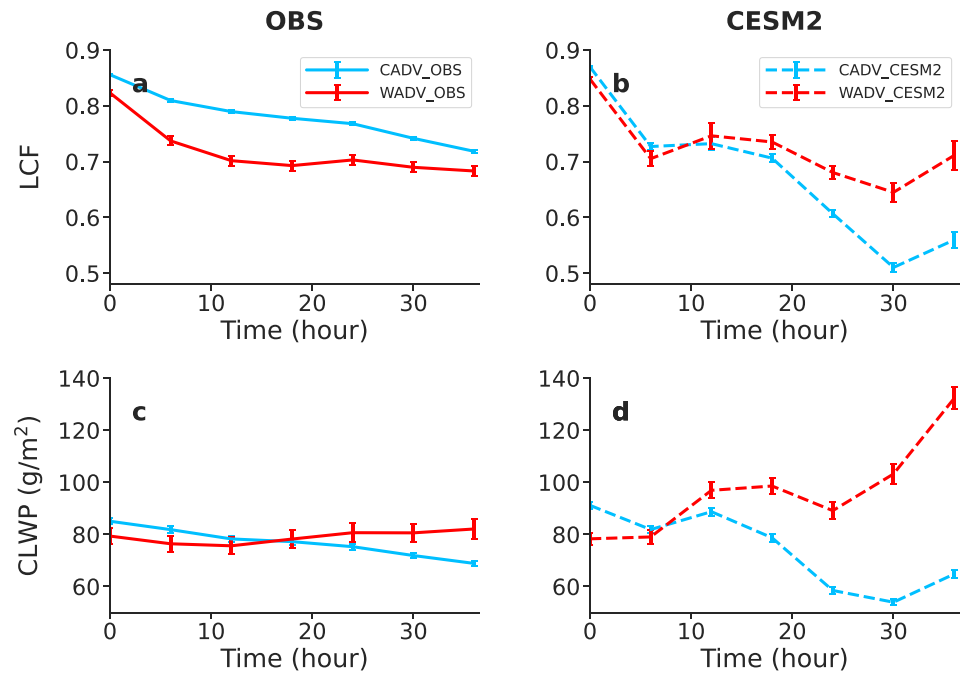 OBS
CESM2
a
CADV_OBS
WADV_OBS
LCF
0.9
0.8
0.7
0.6
0.5
0 10 20 30
Time (hour)
b
CADV_CESM2
WADV_CESM2
0.9
0.8
0.7
0.6
0.5
0 10 20 30
Time (hour)
c
CLWP (g/m²)
140
120
100
80
60
0 10 20 30
Time (hour)
d
140
120
100
80
60
0 10 20 30
Time (hour)